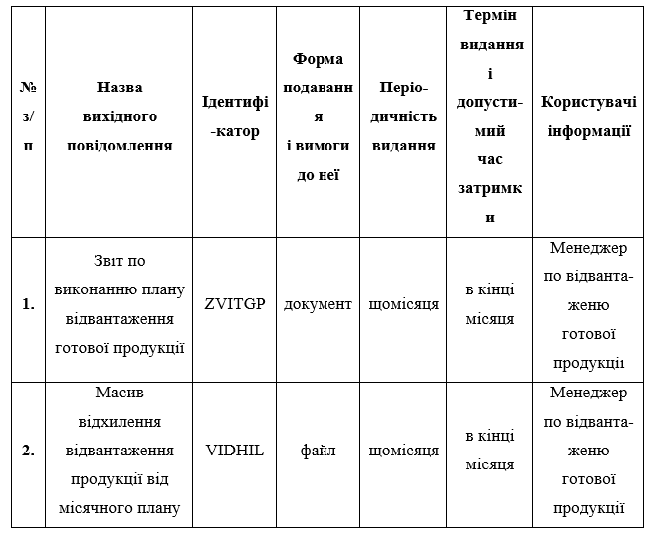 №
з/
п
Назва
вихідного
повідомлення
Ідентифі
-катор
Форма
подаванн
я
і вимоги
до неї
Періо-
дичність
видання
Термін
видання
і
допусти-
мий
час
затримк
и
Користувачі
інформації
1.
Звіт по
виконанню плану
відвантаження
готової продукції
ZVITGP
документ
щомісяця
в кінці
місяця
Менеджер
по відванта-
женю
готової
продукції
2.
Масив
відхилення
відвантаження
продукції від
місячного плану
VIDHIL
файл
щомісяця
в кінці
місяця
Менеджер
по відванта-
женю
готової
продукції